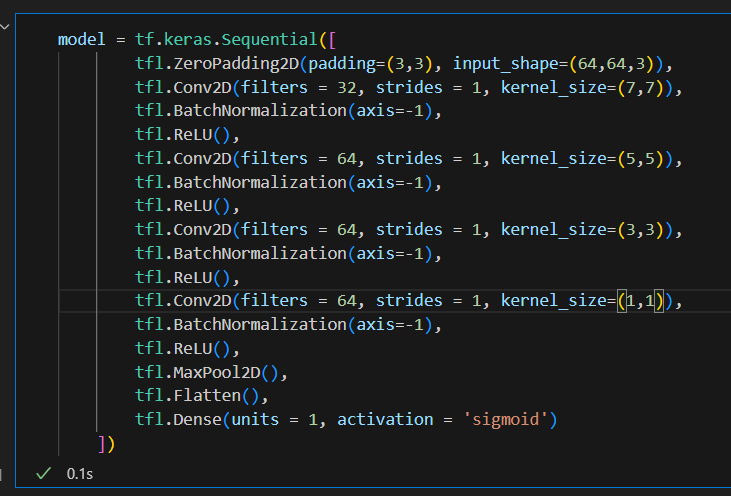 model = tf.keras.Sequential([
tfl.ZeroPadding2D(padding=(3,3), input_shape=(64,64,3)),
tfl.Conv2D(filters = 32, strides = 1, kernel_size=(7,7)),
tfl.BatchNormalization(axis=-1),
tfl.ReLU(),
tfl.Conv2D(filters = 64, strides = 1, kernel_size=(5,5)),
tfl.BatchNormalization(axis=-1),
tfl.ReLU(),
tfl.Conv2D(filters = 64, strides = 1, kernel_size=(3,3)),
tfl.BatchNormalization(axis=-1),
tfl.ReLU(),
tfl.Conv2D(filters = 64, strides = 1, kernel_size=(1,1)),
tfl.BatchNormalization(axis=-1),
tfl.ReLU(),
tfl.MaxPool2D(),
tfl.Flatten(),
tfl.Dense(units = 1, activation = 'sigmoid')
])
0.1s